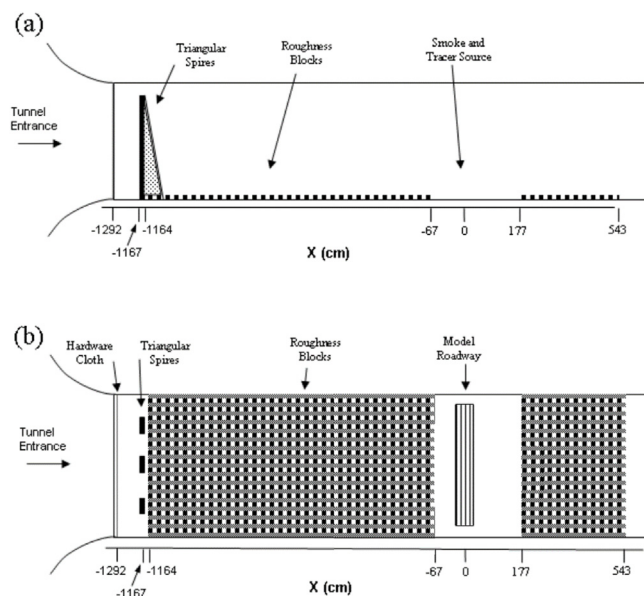 (a)
Triangular
Spires
Roughness
Blocks
Smoke and
Tracer Source
Tunnel
Entrance
-1292
-1167
-1164
-67
0
177
543
X (cm)
(b)
Hardware
Cloth
Triangular
Spires
Roughness
Blocks
Model
Roadway
Tunnel
Entrance
-1292
-1167
-1164
-67
0
177
543
X (cm)